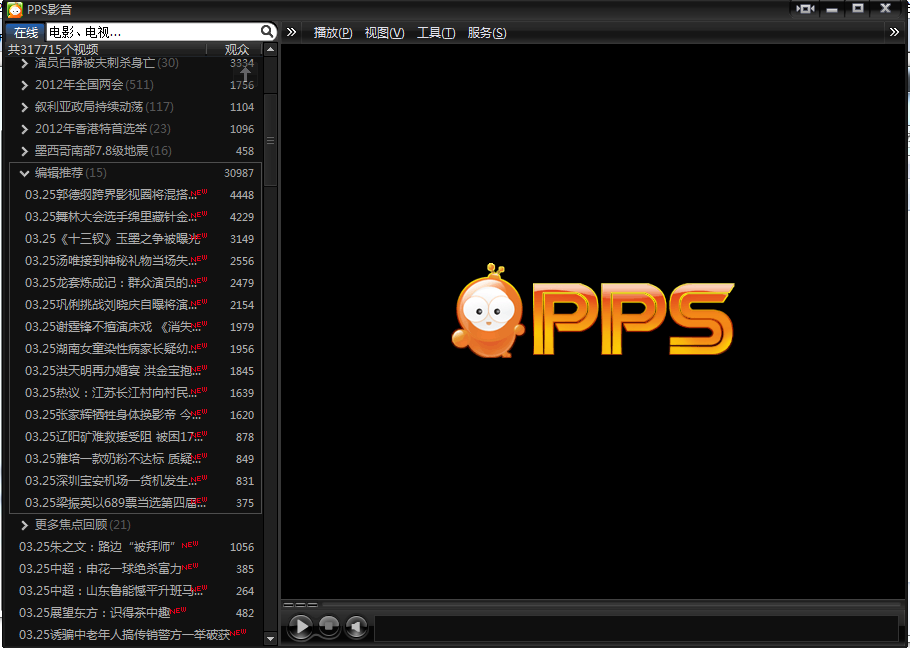 PPS影音
在线 电影、电视...
播放(P) 视图(V) 工具(T) 服务(S)
共317715个视频 观众
演员白静被夫刺杀身亡(30) 3334
2012年全国两会(511) 1756
叙利亚政局持续动荡(117) 1104
2012年香港特首选举(23) 1096
墨西哥南部7.8级地震(16) 458
编辑推荐(15) 30987
03.25郭德纲跨界影视圈将混搭...NEW 4448
03.25舞林大会选手绵里藏针金...NEW 4229
03.25《十三钗》玉墨之争被曝光NEW 3149
03.25汤唯接到神秘礼物当场失...NEW 2556
03.25龙套炼成记：群众演员的...NEW 2479
03.25巩俐挑战刘晓庆自曝将演...NEW 2154
03.25谢霆锋不擅演床戏 《消失...NEW 1979
03.25湖南女童染性病家长疑幼...NEW 1956
03.25洪天明再办婚宴 洪金宝抱...NEW 1845
03.25热议：江苏长江村向村民...NEW 1639
03.25张家辉牺牲身体换影帝 今...NEW 1620
03.25辽阳矿难救援受阻 被困17...NEW 878
03.25雅培一款奶粉不达标 质疑...NEW 849
03.25深圳宝安机场一货机发生...NEW 831
03.25梁振英以689票当选第四届...NEW 375
更多焦点回顾(21)
03.25朱之文：路边“被拜师”NEW 1056
03.25中超：申花一球绝杀富力NEW 385
03.25中超：山东鲁能憾平升班马...NEW 264
03.25展望东方：识得茶中趣NEW 482
03.25诱骗中老年人搞传销警方一举破获NEW
PPS